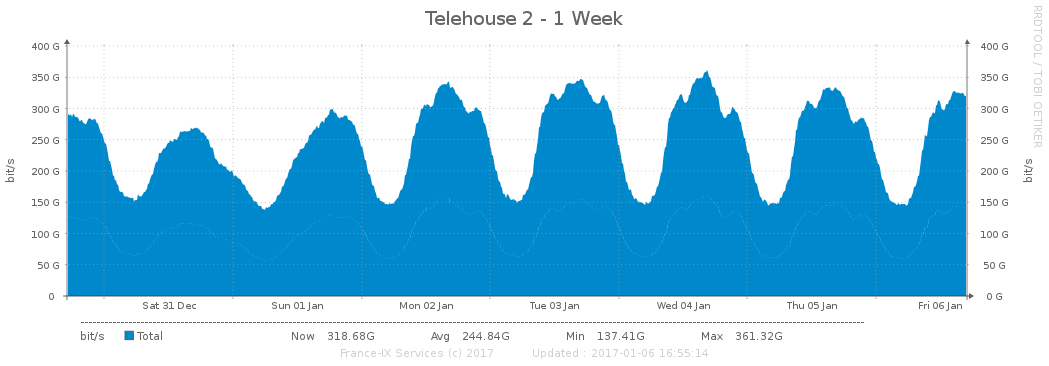 Telehouse 2 - 1 Week
RRDTOOL / TOBI OETIKER
400 G 400 G
350 G 350 G
300 G 300 G
250 G 250 G
200 G 200 G
150 G 150 G
100 G 100 G
50 G 50 G
0 0 G
bit/s bit/s
Sat 31 Dec Sun 01 Jan Mon 02 Jan Tue 03 Jan Wed 04 Jan Thu 05 Jan Fri 06 Jan
bit/s Total Now 318.68G Avg 244.84G Min 137.41G Max 361.32G
France-IX Services (c) 2017 Updated : 2017-01-06 16:55:14